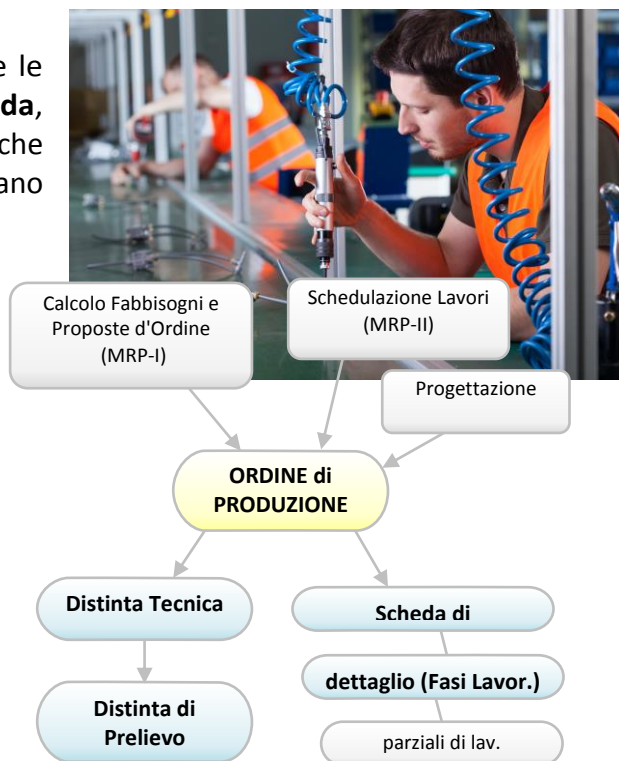 e le
da,
che
ano
Calcolo Fabbisogni e
Proposte d'Ordine
(MRP-I)
Schedulazione Lavori
(MRP-II)
Progettazione
ORDINE di
PRODUZIONE
Distinta Tecnica
Scheda di
dettaglio (Fasi Lavor.)
Distinta di
Prelievo
parziali di lav.